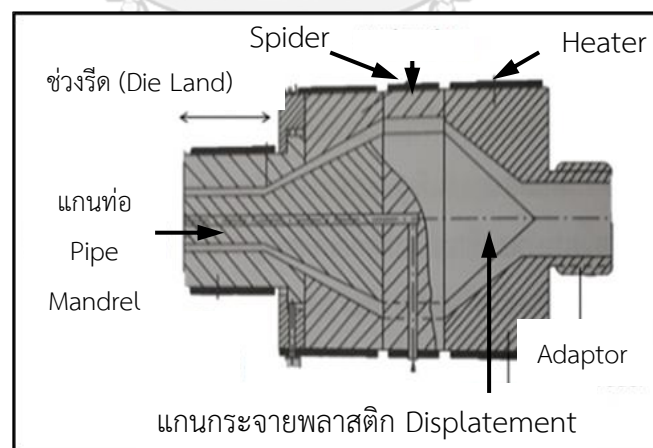 Spider
Heater
ช่วงรีด (Die Land)
แกนท่อ
Pipe
Mandrel
Adaptor
แกนกระจายพลาสติก Displatement